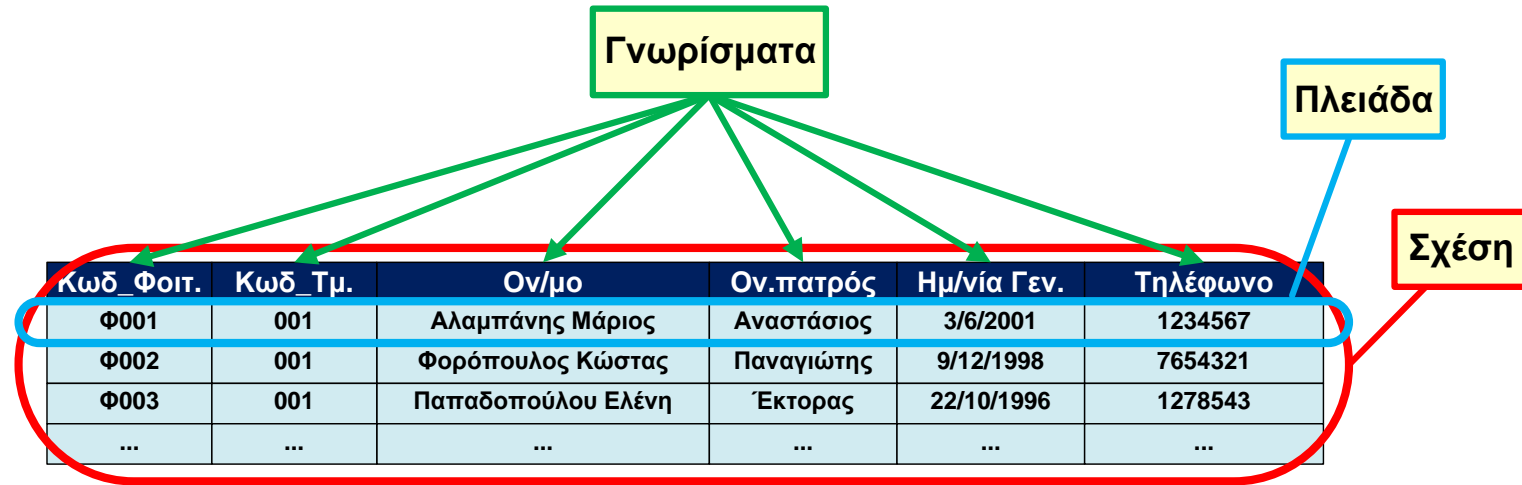 Γνωρίσματα
Πλειάδα
Σχέση
Κωδ_Φοιτ. Κωδ_Τμ. Ον/μο Ον.πατρός Ημ/νία Γεν. Τηλέφωνο
Φ001 001 Αλαμπάνης Μάριος Αναστάσιος 3/6/2001 1234567
Φ002 001 Φορόπουλος Κώστας Παναγιώτης 9/12/1998 7654321
Φ003 001 Παπαδοπούλου Ελένη Έκτορας 22/10/1996 1278543
... ... ... ... ... ...